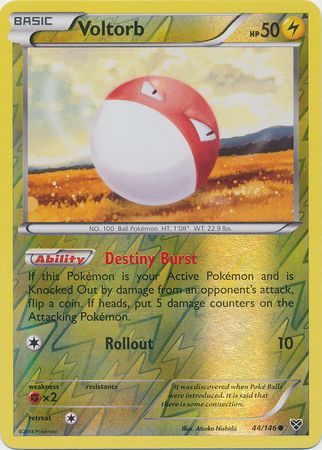 BASIC
Voltorb
HP50
NO. 100 Ball Pokémon HT: 1'08" WT: 22.9 lbs.
Ability Destiny Burst
If this Pokémon is your Active Pokémon and is
Knocked Out by damage from an opponent's attack,
flip a coin. If heads, put 5 damage counters on the
Attacking Pokémon.
Rollout 10
weakness resistance
×2
retreat
It was discovered when Poké Balls
were introduced. It is said that
there is some connection.
©2014 Pokémon
Illus. Atsuko Nishida
44/146
XY